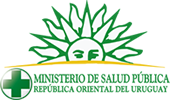 MINISTERIO DE SALUD PÚBLICA
REPÚBLICA ORIENTAL DEL URUGUAY